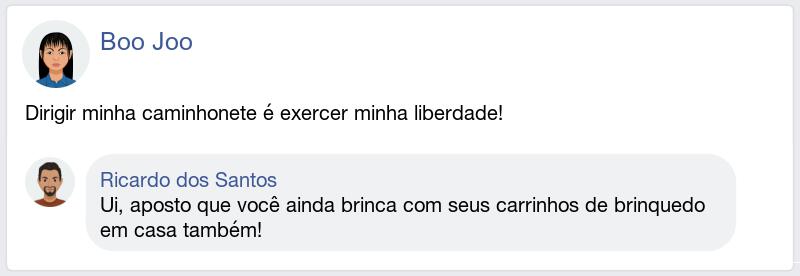 Boo Joo
Dirigir minha caminhonete é exercer minha liberdade!
Ricardo dos Santos
Ui, aposto que você ainda brinca com seus carrinhos de brinquedo
em casa também!